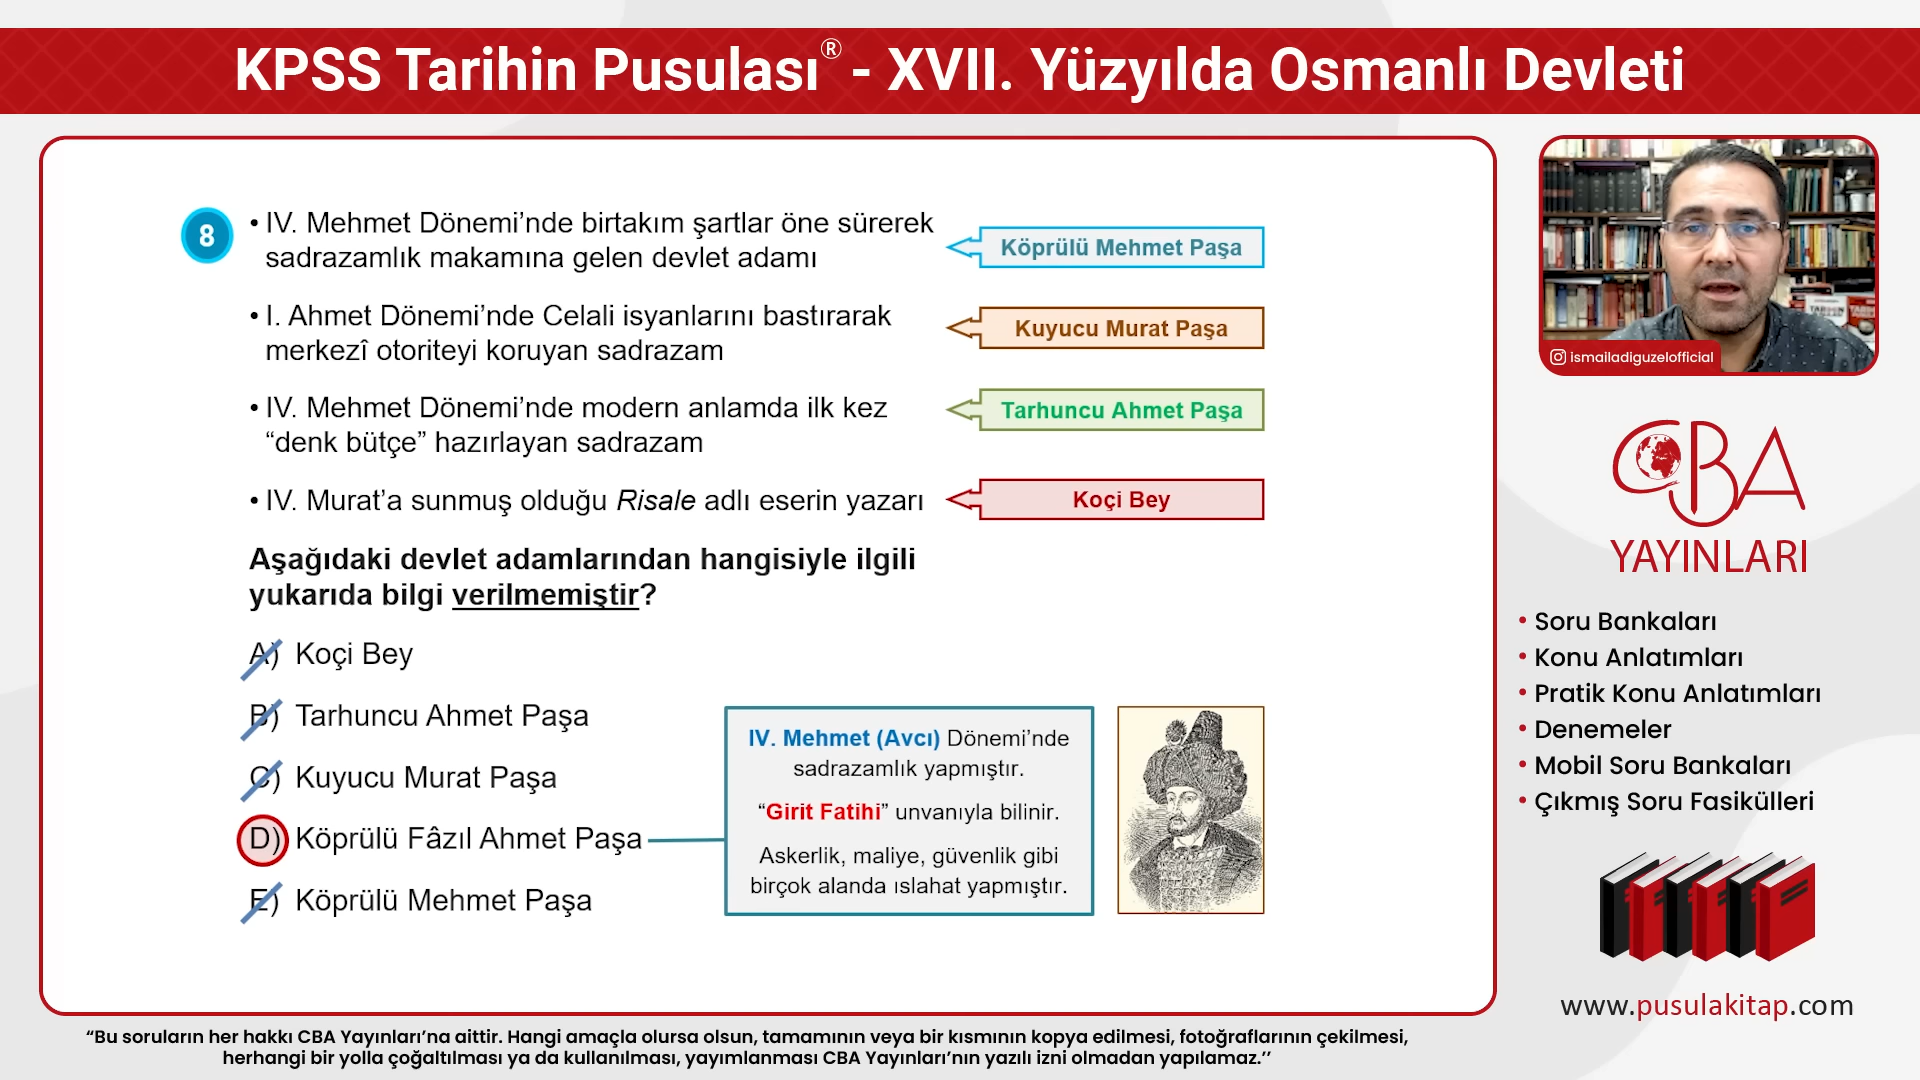 KPSS Tarihin Pusulası® - XVII. Yüzyılda Osmanlı Devleti
8
• IV. Mehmet Dönemi’nde birtakım şartlar öne sürerek
sadrazamlık makamına gelen devlet adamı
Köprülü Mehmet Paşa
• I. Ahmet Dönemi’nde Celali isyanlarını bastırarak
merkezî otoriteyi koruyan sadrazam
Kuyucu Murat Paşa
• IV. Mehmet Dönemi’nde modern anlamda ilk kez
“denk bütçe” hazırlayan sadrazam
Tarhuncu Ahmet Paşa
• IV. Murat’a sunmuş olduğu Risale adlı eserin yazarı
Koçi Bey
Aşağıdaki devlet adamlarından hangisiyle ilgili
yukarıda bilgi verilmemiştir?
A) Koçi Bey
B) Tarhuncu Ahmet Paşa
C) Kuyucu Murat Paşa
D) Köprülü Fâzıl Ahmet Paşa
E) Köprülü Mehmet Paşa
IV. Mehmet (Avcı) Dönemi’nde
sadrazamlık yapmıştır.
“Girit Fatihi” unvanıyla bilinir.
Askerlik, maliye, güvenlik gibi
birçok alanda ıslahat yapmıştır.
ismailadiguzelofficial
CBA
YAYINLARI
• Soru Bankaları
• Konu Anlatımları
• Pratik Konu Anlatımları
• Denemeler
• Mobil Soru Bankaları
• Çıkmış Soru Fasikülleri
www.pusulakitap.com
“Bu soruların her hakkı CBA Yayınları’na aittir. Hangi amaçla olursa olsun, tamamının veya bir kısmının kopya edilmesi, fotoğraflarının çekilmesi,
herhangi bir yolla çoğaltılması ya da kullanılması, yayımlanması CBA Yayınları’nın yazılı izni olmadan yapılamaz.’’